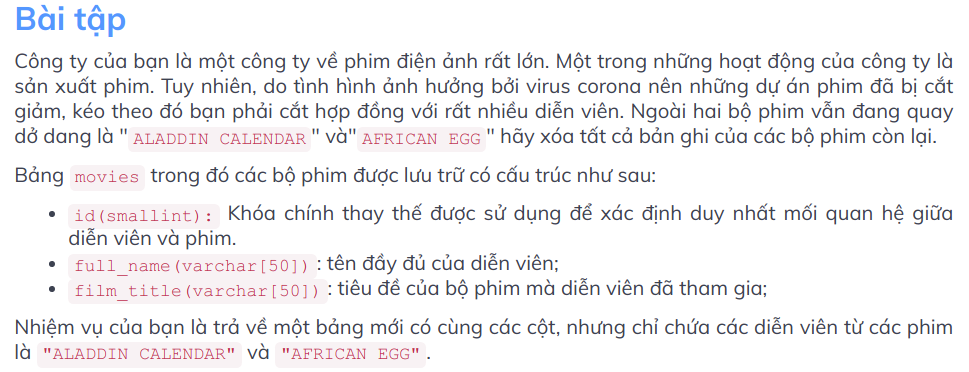 Bài tập
Công ty của bạn là một công ty về phim điện ảnh rất lớn. Một trong những hoạt động của công ty là
sản xuất phim. Tuy nhiên, do tình hình ảnh hưởng bởi virus corona nên những dự án phim đã bị cắt
giảm, kéo theo đó bạn phải cắt hợp đồng với rất nhiều diễn viên. Ngoài hai bộ phim vẫn đang quay
dở dang là "ALADDIN CALENDAR" và"AFRICAN EGG" hãy xóa tất cả bản ghi của các bộ phim còn lại.
Bảng movies trong đó các bộ phim được lưu trữ có cấu trúc như sau:
• id(smallint): Khóa chính thay thế được sử dụng để xác định duy nhất mối quan hệ giữa
diễn viên và phim.
• full_name(varchar[50]): tên đầy đủ của diễn viên;
• film_title(varchar[50]): tiêu đề của bộ phim mà diễn viên đã tham gia;
Nhiệm vụ của bạn là trả về một bảng mới có cùng các cột, nhưng chỉ chứa các diễn viên từ các phim
là "ALADDIN CALENDAR" và "AFRICAN EGG".